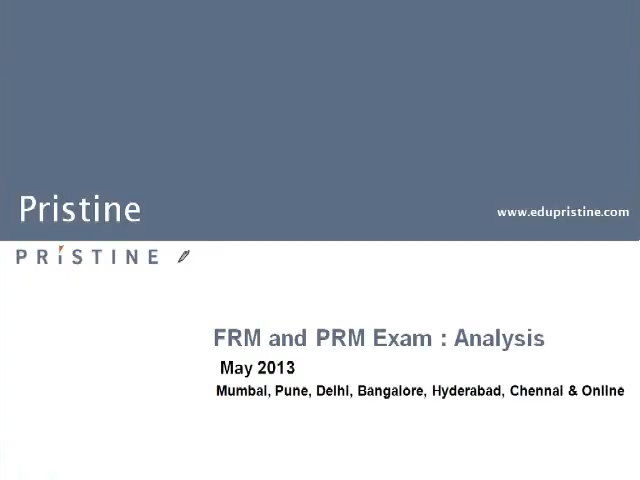 Pristine
www.edupristine.com
PRiSTINE
FRM and PRM Exam : Analysis
May 2013
Mumbai, Pune, Delhi, Bangalore, Hyderabad, Chennai & Online